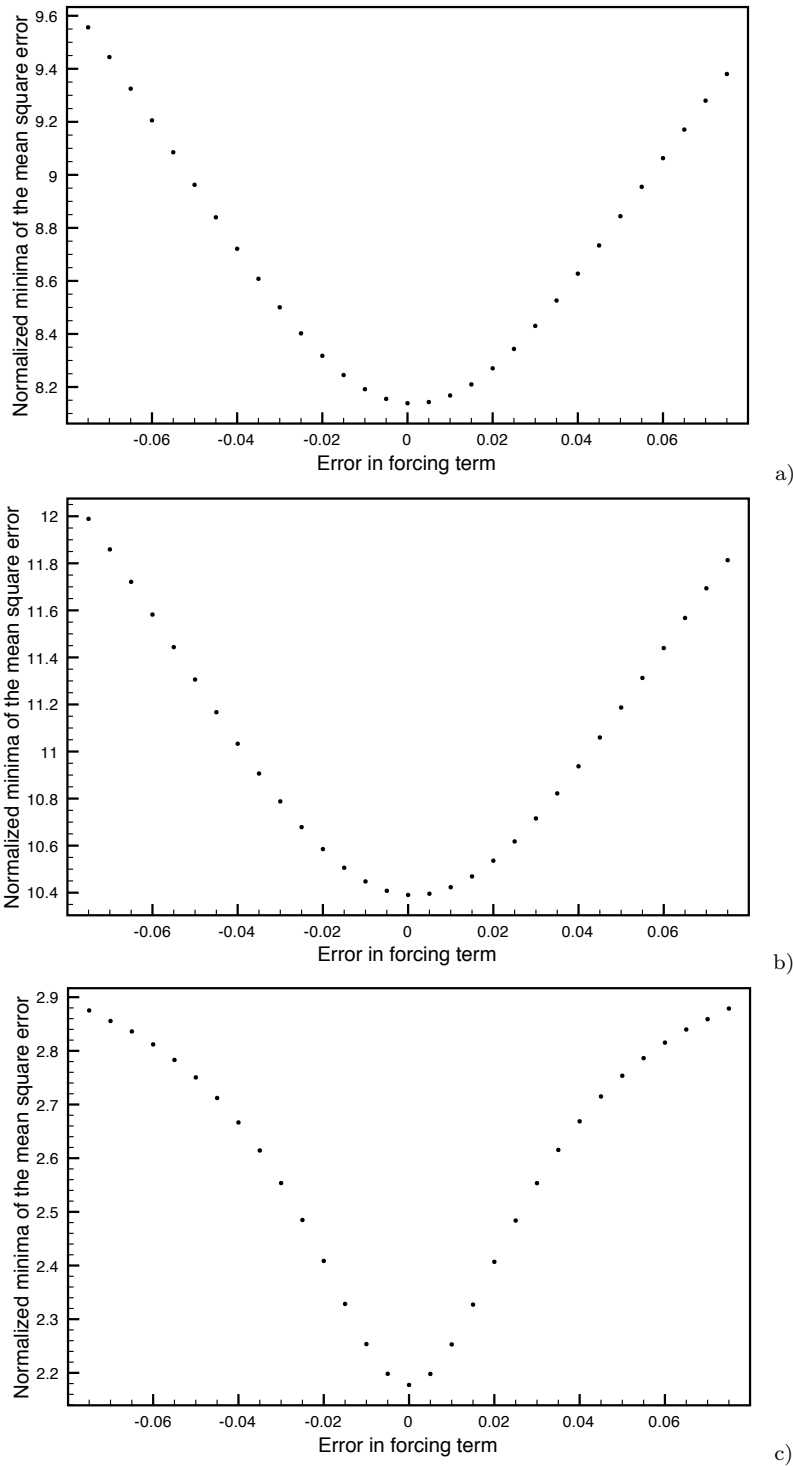 Normalized minima of the mean square error
9.6
9.4
9.2
9
8.8
8.6
8.4
8.2
-0.06 -0.04 -0.02 0 0.02 0.04 0.06
Error in forcing term
a)
Normalized minima of the mean square error
12
11.8
11.6
11.4
11.2
11
10.8
10.6
10.4
-0.06 -0.04 -0.02 0 0.02 0.04 0.06
Error in forcing term
b)
Normalized minima of the mean square error
2.9
2.8
2.7
2.6
2.5
2.4
2.3
2.2
-0.06 -0.04 -0.02 0 0.02 0.04 0.06
Error in forcing term
c)